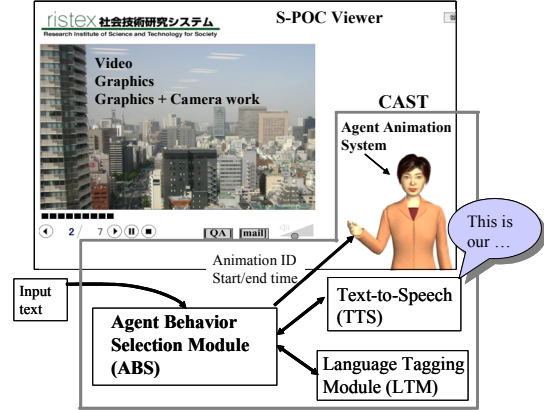 ristex 社会技術研究システム
Research Institute of Science and Technology for Society
S-POC Viewer
Video
Graphics
Graphics + Camera work
CAST
Agent Animation
System
This is
our …
2 / 7
[QA] [mail]
Animation ID
Start/end time
Input
text
Agent Behavior
Selection Module
(ABS)
Text-to-Speech
(TTS)
Language Tagging
Module (LTM)